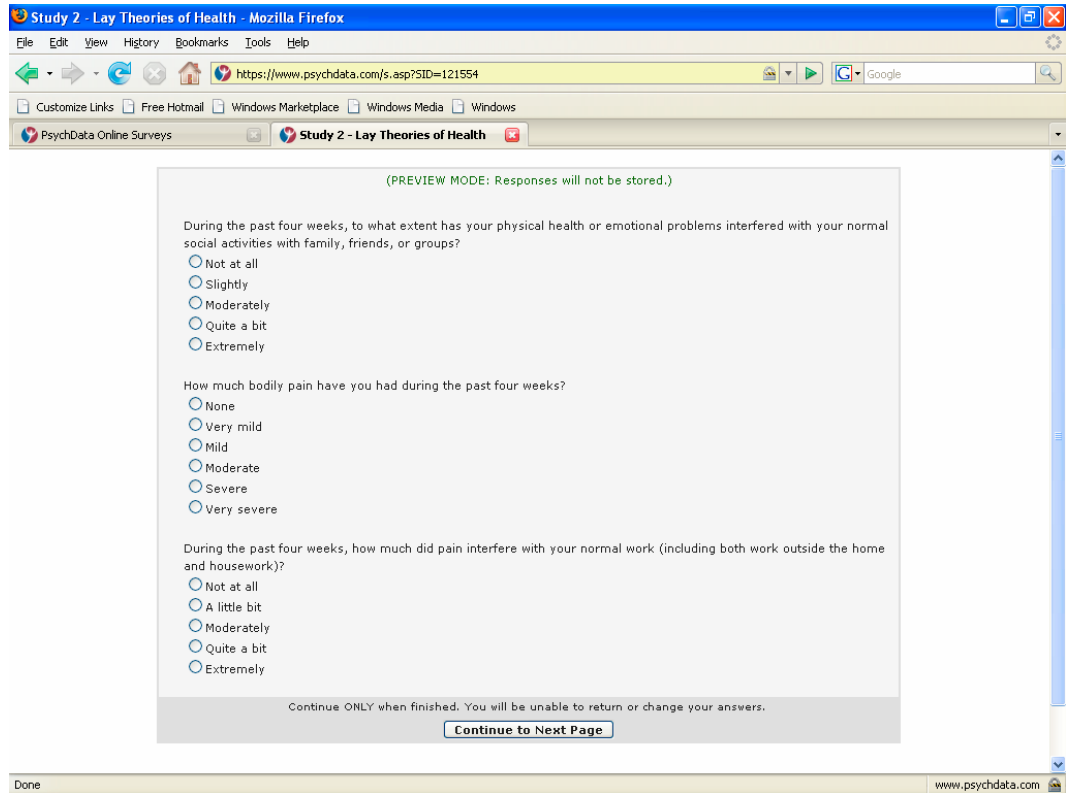 Study 2 - Lay Theories of Health - Mozilla Firefox
File Edit View History Bookmarks Tools Help
https://www.psychdata.com/s.asp?SID=121554 G Google
Customize Links Free Hotmail Windows Marketplace Windows Media Windows
PsychData Online Surveys Study 2 - Lay Theories of Health
(PREVIEW MODE: Responses will not be stored.)
During the past four weeks, to what extent has your physical health or emotional problems interfered with your normal
social activities with family, friends, or groups?
Not at all
Slightly
Moderately
Quite a bit
Extremely
How much bodily pain have you had during the past four weeks?
None
Very mild
Mild
Moderate
Severe
Very severe
During the past four weeks, how much did pain interfere with your normal work (including both work outside the home
and housework)?
Not at all
A little bit
Moderately
Quite a bit
Extremely
Continue ONLY when finished. You will be unable to return or change your answers.
Continue to Next Page
Done www.psychdata.com